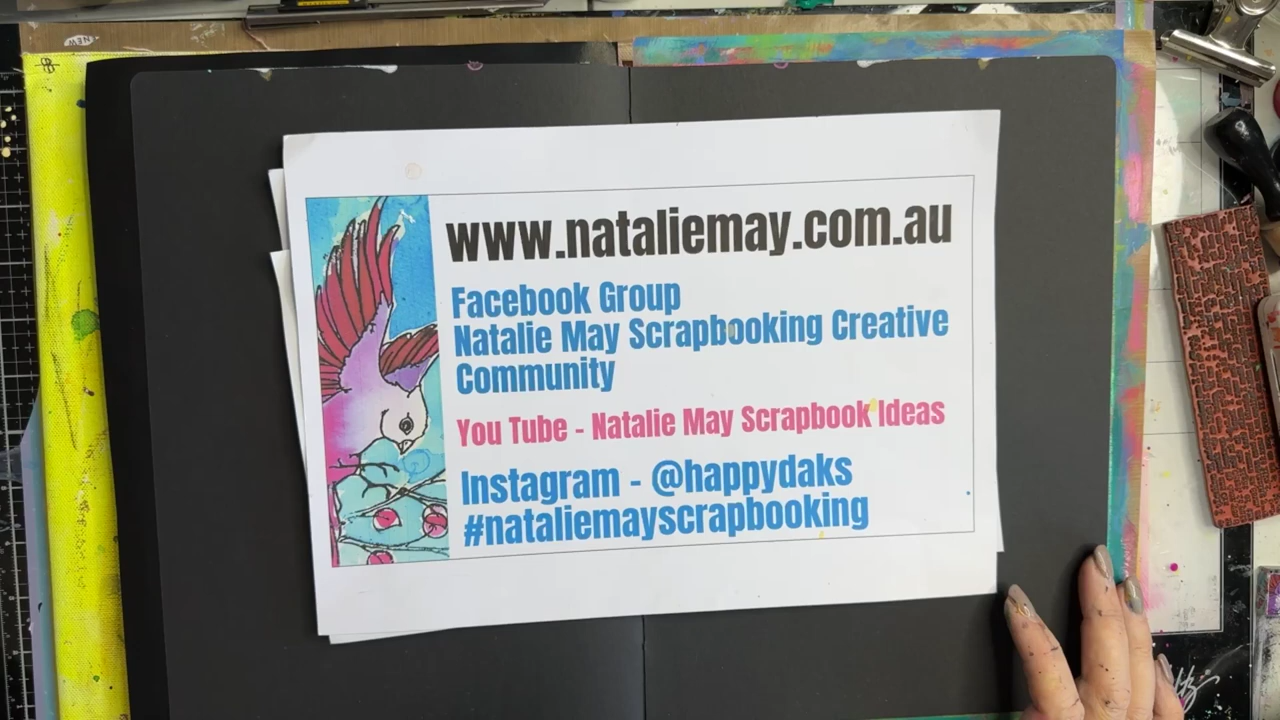 www.nataliemay.com.au
Facebook Group
Natalie May Scrapbooking Creative
Community
You Tube - Natalie May Scrapbook Ideas
Instagram - @happydaks
#nataliemayscrapbooking